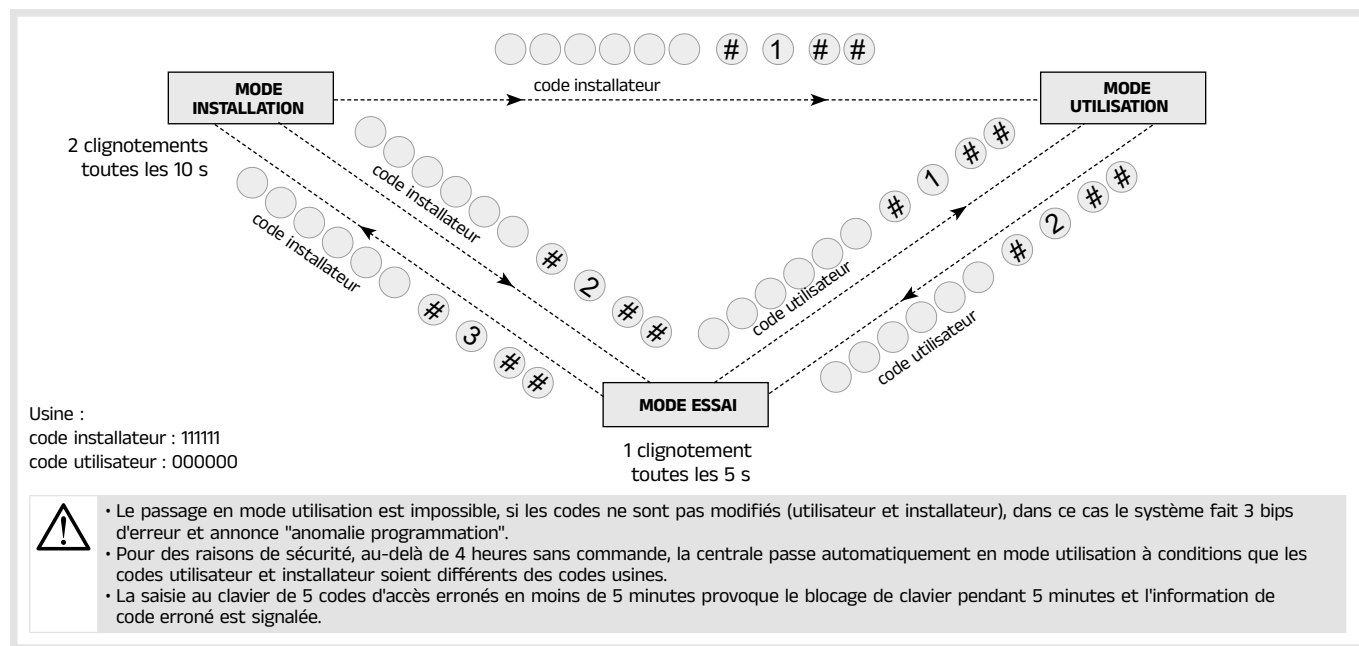 # 1 # #
code installateur
MODE
INSTALLATION
MODE
UTILISATION
2 clignotements
toutes les 10 s
code installateur
# 2 # #
code installateur
# 3 # #
code utilisateur
# 1 # #
code utilisateur
# 2 # #
MODE ESSAI
1 clignotement
toutes les 5 s
Usine :
code installateur : 111111
code utilisateur : 000000
• Le passage en mode utilisation est impossible, si les codes ne sont pas modifiés (utilisateur et installateur), dans ce cas le système fait 3 bips
d'erreur et annonce "anomalie programmation".
• Pour des raisons de sécurité, au-delà de 4 heures sans commande, la centrale passe automatiquement en mode utilisation à conditions que les
codes utilisateur et installateur soient différents des codes usines.
• La saisie au clavier de 5 codes d'accès erronés en moins de 5 minutes provoque le blocage de clavier pendant 5 minutes et l'information de
code erroné est signalée.